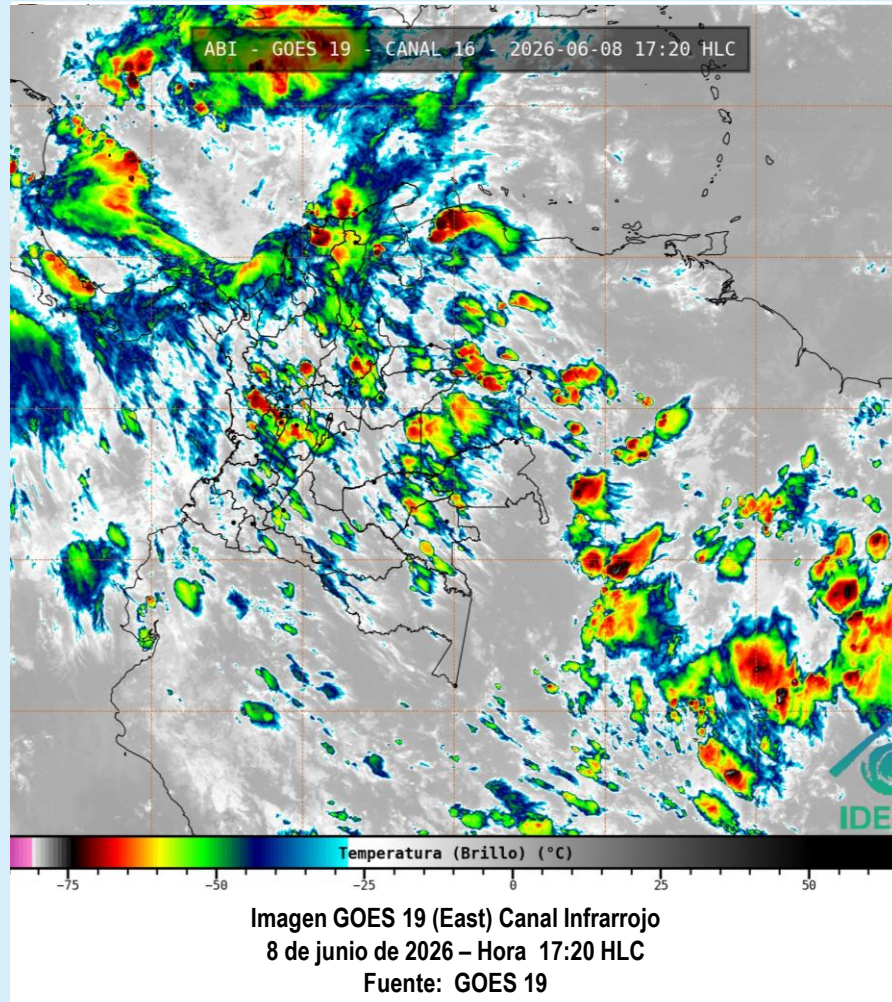 ABI - GOES 19 - CANAL 16 - 2026-06-08 17:20 HLC
IDE
Temperatura (Brillo) (°C)
−75 −50 −25 0 25 50
Imagen GOES 19 (East) Canal Infrarrojo
8 de junio de 2026 – Hora 17:20 HLC
Fuente: GOES 19